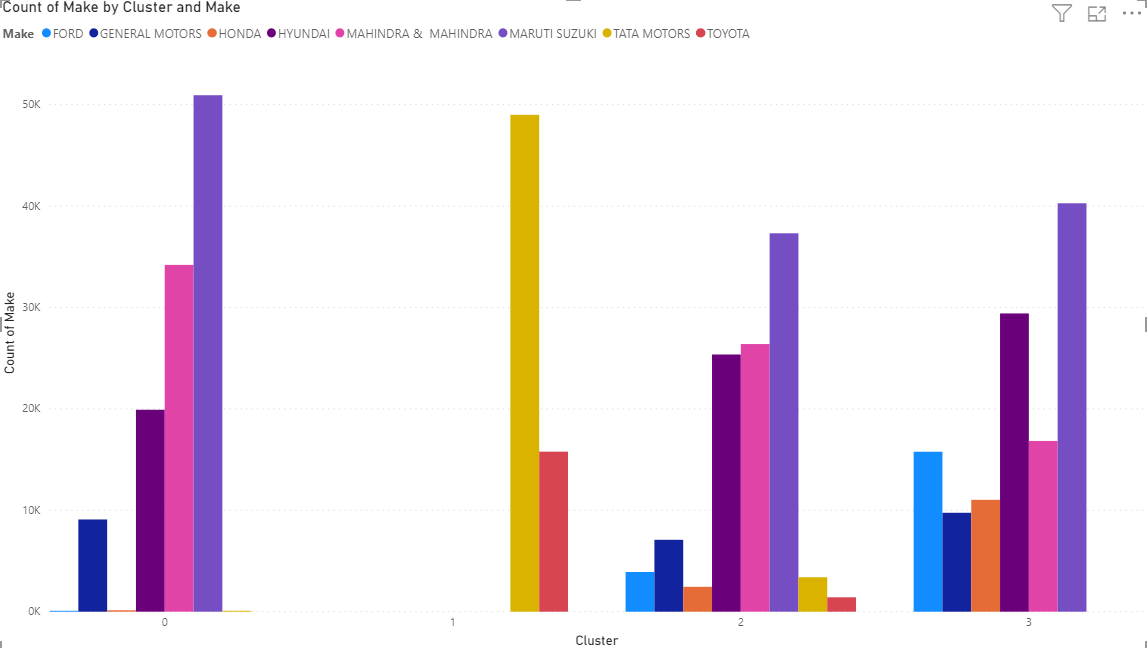 Count of Make by Cluster and Make
Make FORD GENERAL MOTORS HONDA HYUNDAI MAHINDRA &  MAHINDRA MARUTI SUZUKI TATA MOTORS TOYOTA
50K
40K
30K
20K
10K
0K
Count of Make
0 1 2 3
Cluster